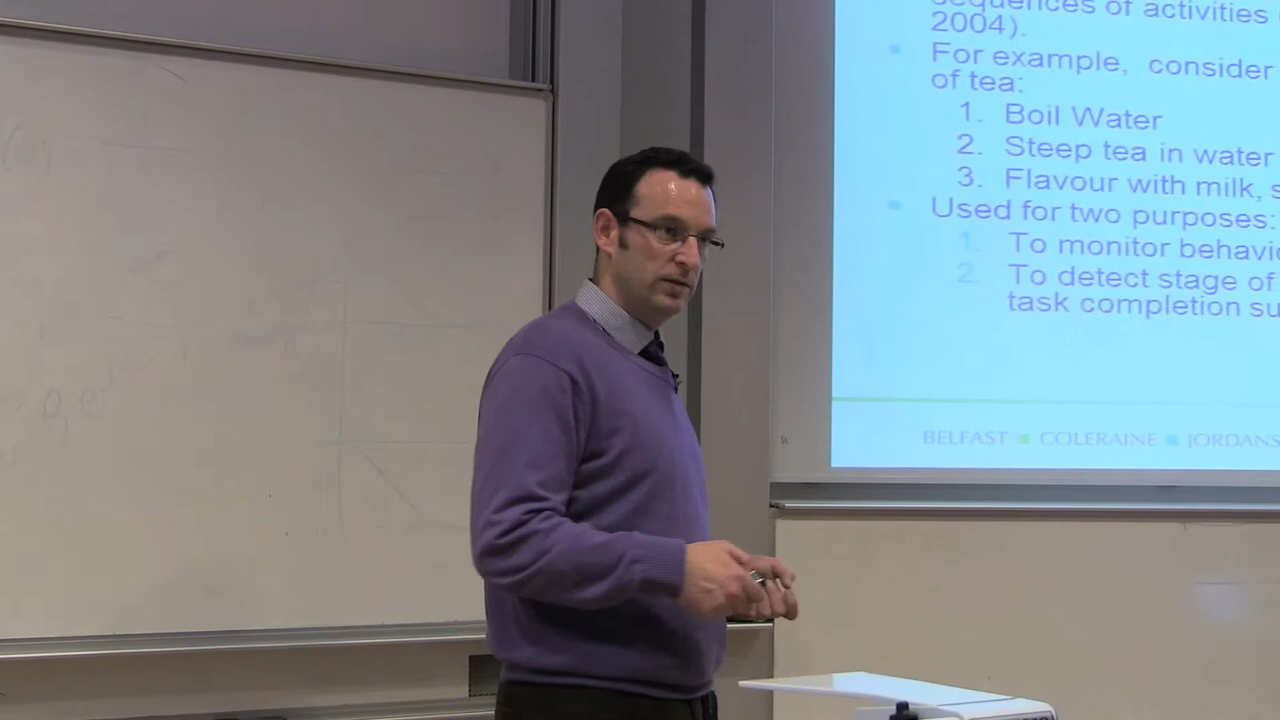 sequences of activities
2004).
For example, consider
of tea:
1. Boil Water
2. Steep tea in water
3. Flavour with milk, s
Used for two purposes:
1. To monitor behavio
2. To detect stage of
task completion su
BELFAST COLERAINE JORDANS